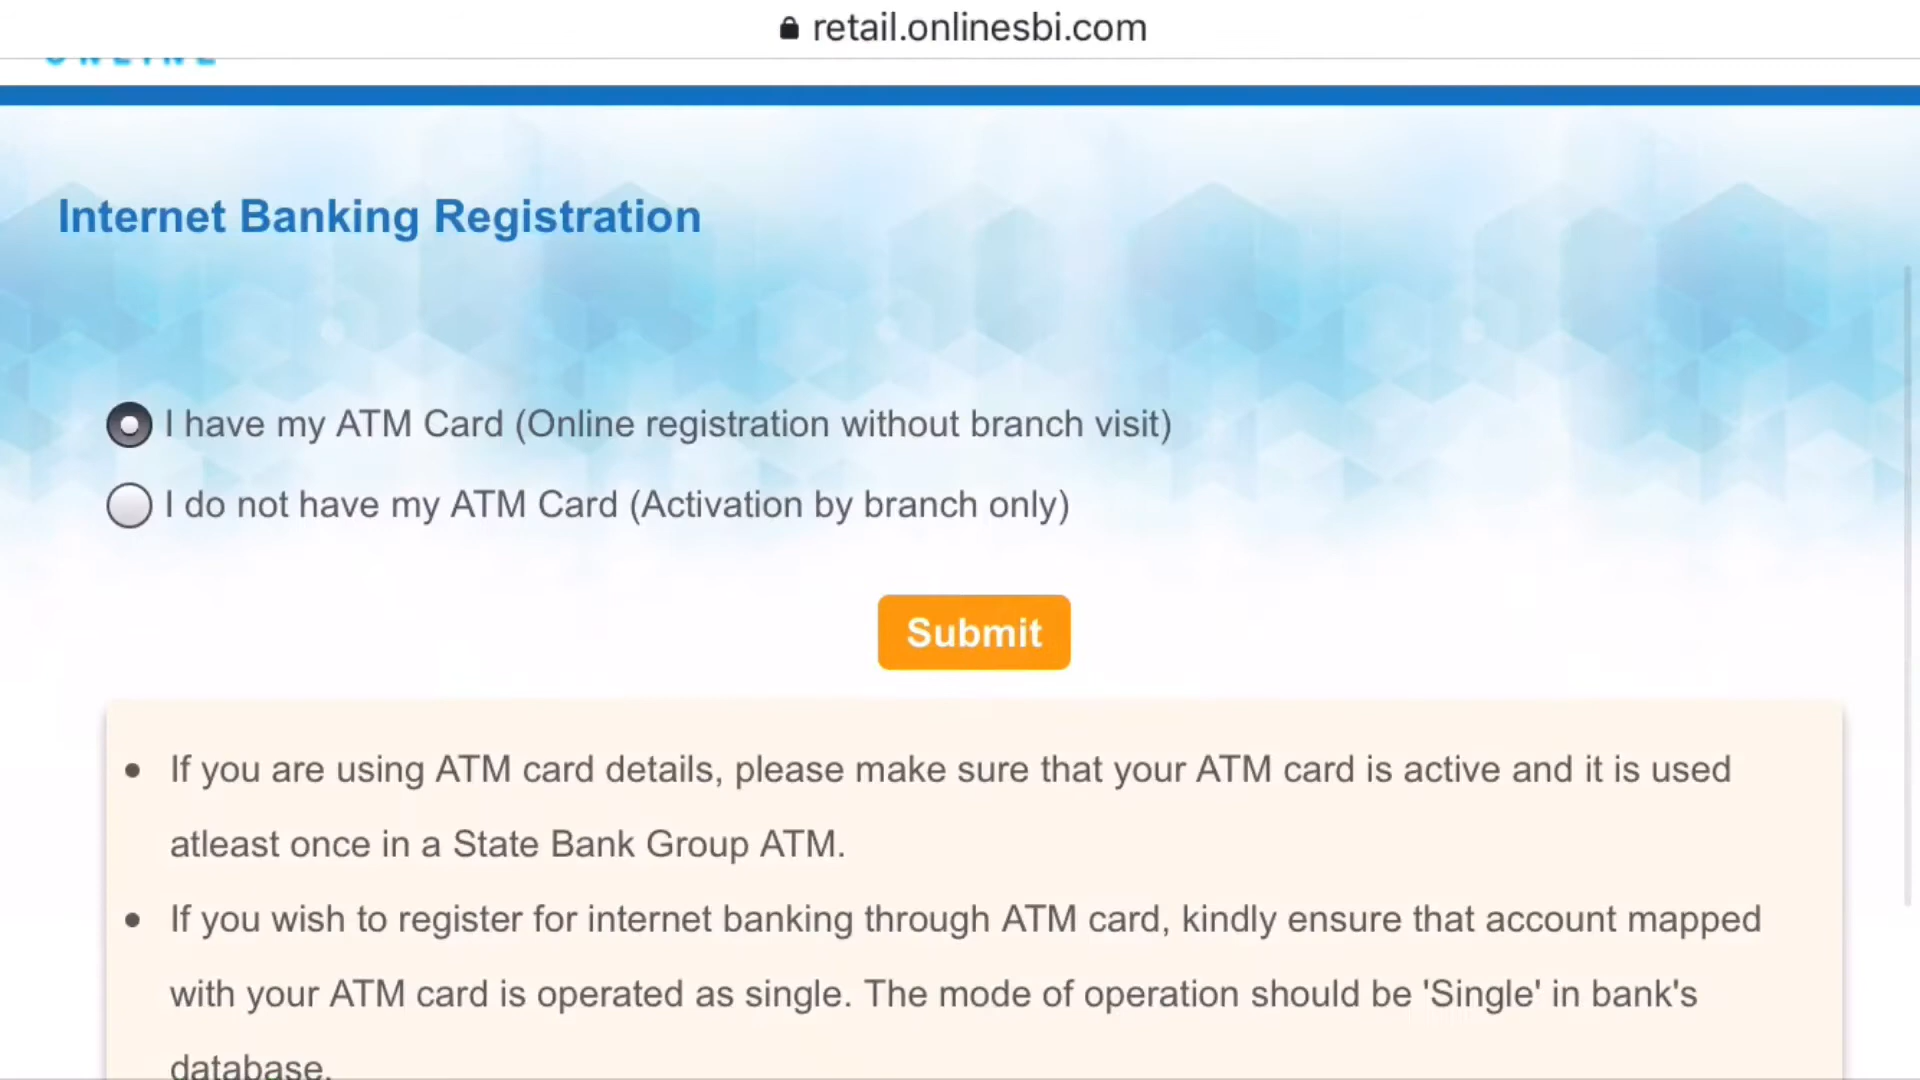 retail.onlinesbi.com
Internet Banking Registration
I have my ATM Card (Online registration without branch visit)
I do not have my ATM Card (Activation by branch only)
Submit
• If you are using ATM card details, please make sure that your ATM card is active and it is used
atleast once in a State Bank Group ATM.
• If you wish to register for internet banking through ATM card, kindly ensure that account mapped
with your ATM card is operated as single. The mode of operation should be 'Single' in bank's
database.